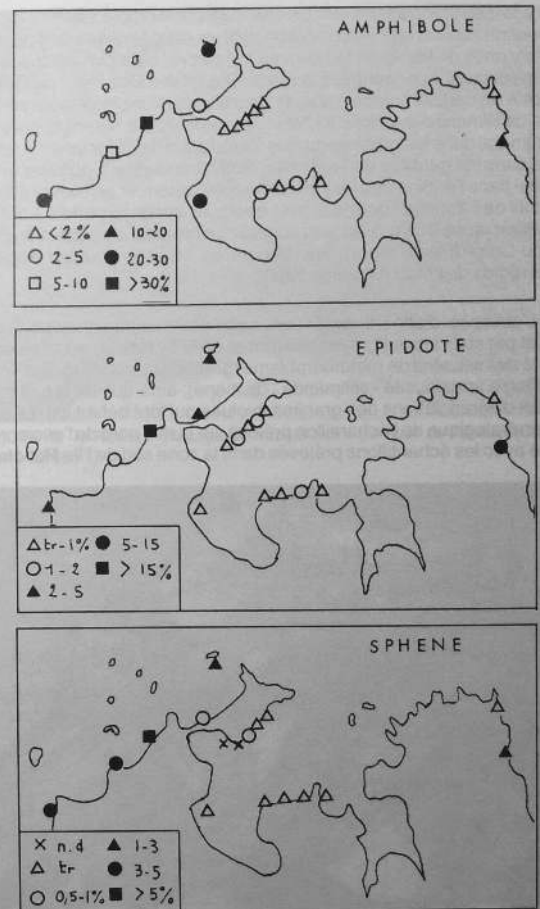 AMPHIBOLE
△ <2% ▲ 10-20
○ 2-5 ● 20-30
□ 5-10 ■ >30%
EPIDOTE
△ tr-1% ● 5-15
○ 1-2 ■ > 15%
▲ 2-5
SPHENE
× n.d ▲ 1-3
△ tr ● 3-5
○ 0,5-1% ■ >5%